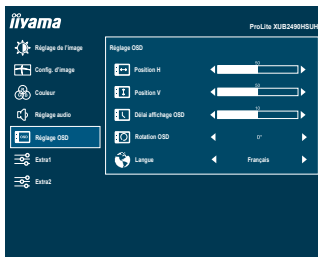 iiyama
ProLite XUB2490HSUH
Réglage de l'image
Config. d'image
Couleur
Réglage audio
OSD Réglage OSD
Extra1
Extra2
Réglage OSD
Position H 50
Position V 50
Délai affichage OSD 10
Rotation OSD 0°
Langue Français